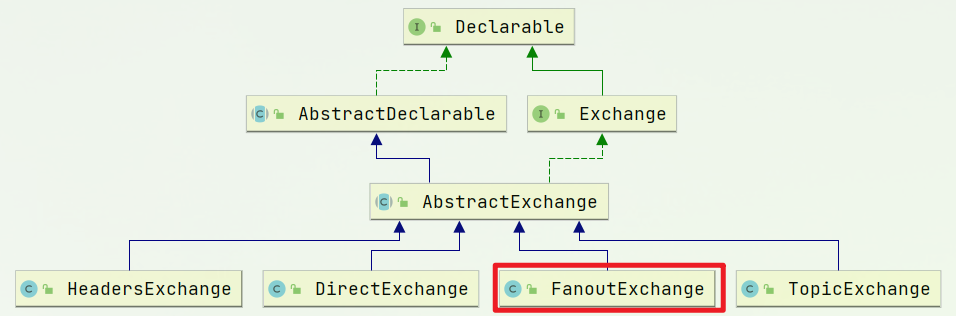 Declarable
AbstractDeclarable
Exchange
AbstractExchange
HeadersExchange
DirectExchange
FanoutExchange
TopicExchange